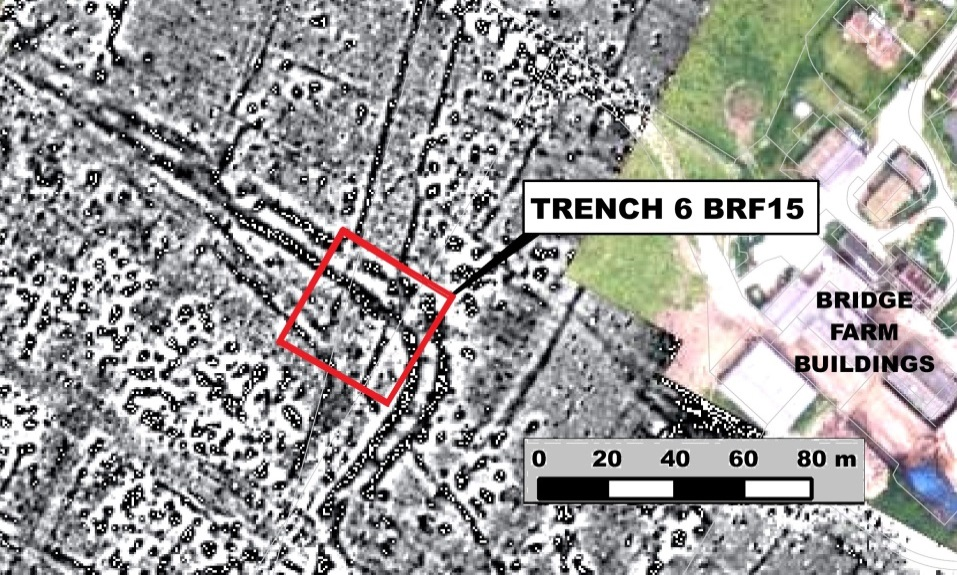 TRENCH 6 BRF15
BRIDGE
FARM
BUILDINGS
0 20 40 60 80 m